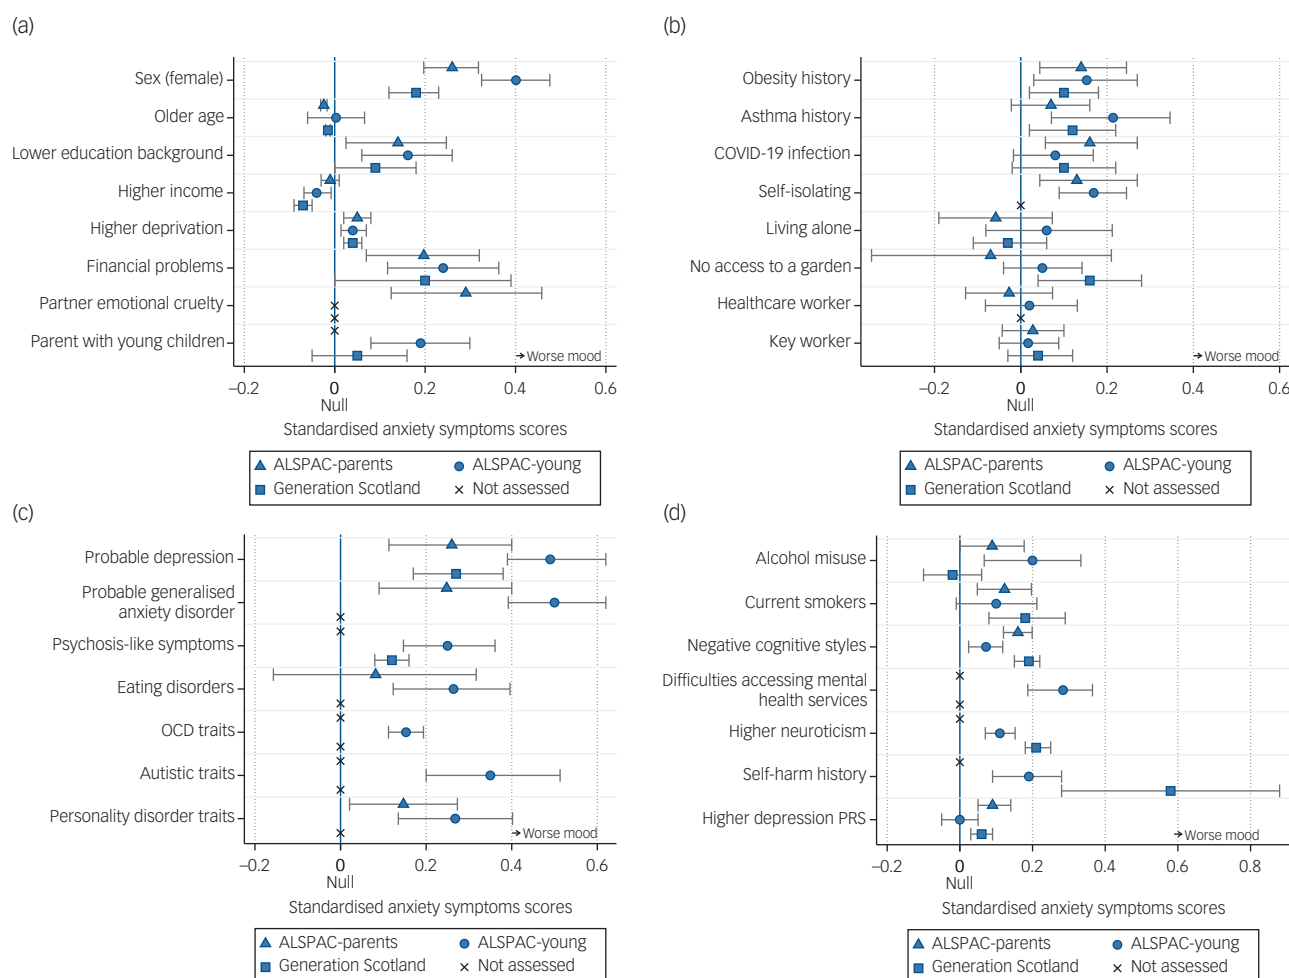 (a)
Sex (female)
Older age
Lower education background
Higher income
Higher deprivation
Financial problems
Partner emotional cruelty
Parent with young children
Worse mood
−0.2 0 0.2 0.4 0.6
Null
Standardised anxiety symptoms scores
ALSPAC-parents ALSPAC-young
Generation Scotland Not assessed
(b)
Obesity history
Asthma history
COVID-19 infection
Self-isolating
Living alone
No access to a garden
Healthcare worker
Key worker
Worse mood
−0.2 0 0.2 0.4 0.6
Null
Standardised anxiety symptoms scores
ALSPAC-parents ALSPAC-young
Generation Scotland Not assessed
(c)
Probable depression
Probable generalised
anxiety disorder
Psychosis-like symptoms
Eating disorders
OCD traits
Autistic traits
Personality disorder traits
Worse mood
−0.2 0 0.2 0.4 0.6
Null
Standardised anxiety symptoms scores
ALSPAC-parents ALSPAC-young
Generation Scotland Not assessed
(d)
Alcohol misuse
Current smokers
Negative cognitive styles
Difficulties accessing mental
health services
Higher neuroticism
Self-harm history
Higher depression PRS
Worse mood
−0.2 0 0.2 0.4 0.6 0.8
Null
Standardised anxiety symptoms scores
ALSPAC-parents ALSPAC-young
Generation Scotland Not assessed